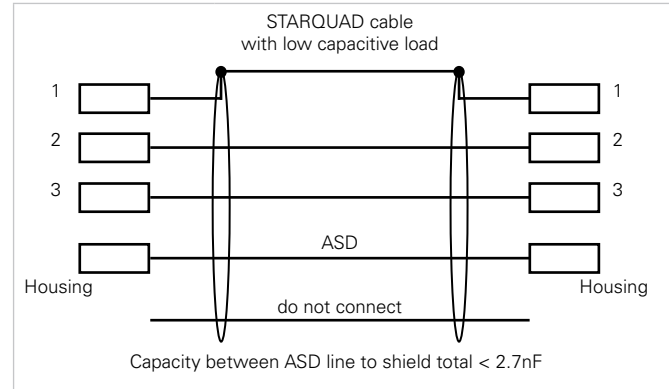 STARQUAD cable
with low capacitive load
1 1
2 2
3 3
ASD
Housing Housing
do not connect
Capacity between ASD line to shield total < 2.7nF